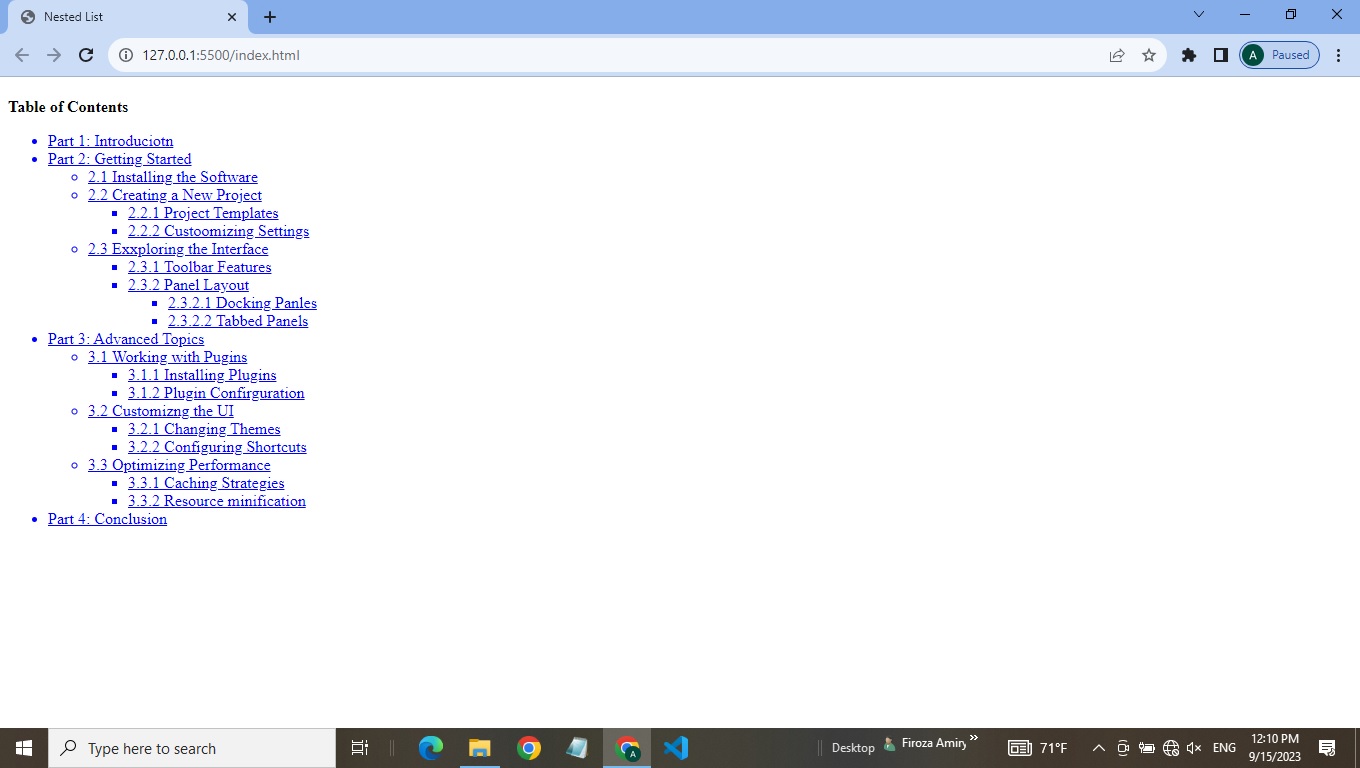 Nested List
127.0.0.1:5500/index.html
A Paused
Table of Contents
Part 1: Introduciotn
Part 2: Getting Started
2.1 Installing the Software
2.2 Creating a New Project
2.2.1 Project Templates
2.2.2 Custoomizing Settings
2.3 Exxploring the Interface
2.3.1 Toolbar Features
2.3.2 Panel Layout
2.3.2.1 Docking Panles
2.3.2.2 Tabbed Panels
Part 3: Advanced Topics
3.1 Working with Pugins
3.1.1 Installing Plugins
3.1.2 Plugin Confirguration
3.2 Customizng the UI
3.2.1 Changing Themes
3.2.2 Configuring Shortcuts
3.3 Optimizing Performance
3.3.1 Caching Strategies
3.3.2 Resource minification
Part 4: Conclusion
Type here to search
A
Desktop
Firoza Amiry
71°F
ENG
12:10 PM
9/15/2023